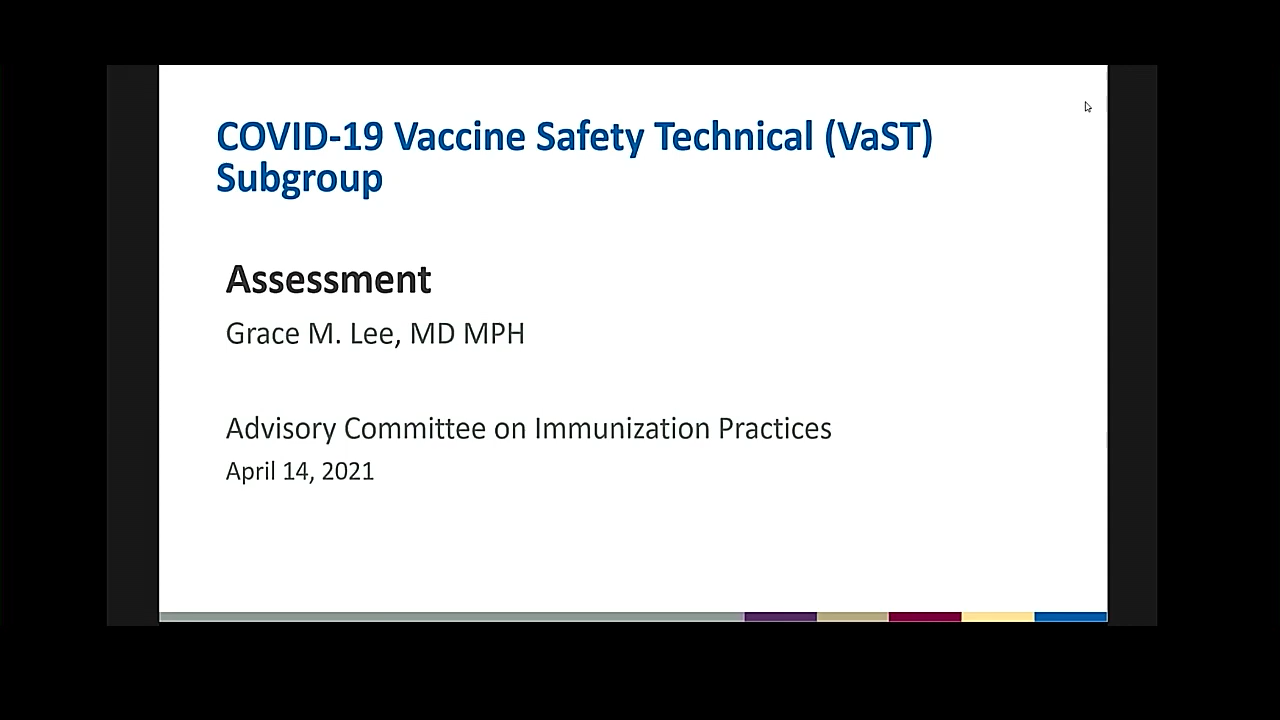 COVID-19 Vaccine Safety Technical (VaST)
Subgroup
Assessment
Grace M. Lee, MD MPH
Advisory Committee on Immunization Practices
April 14, 2021